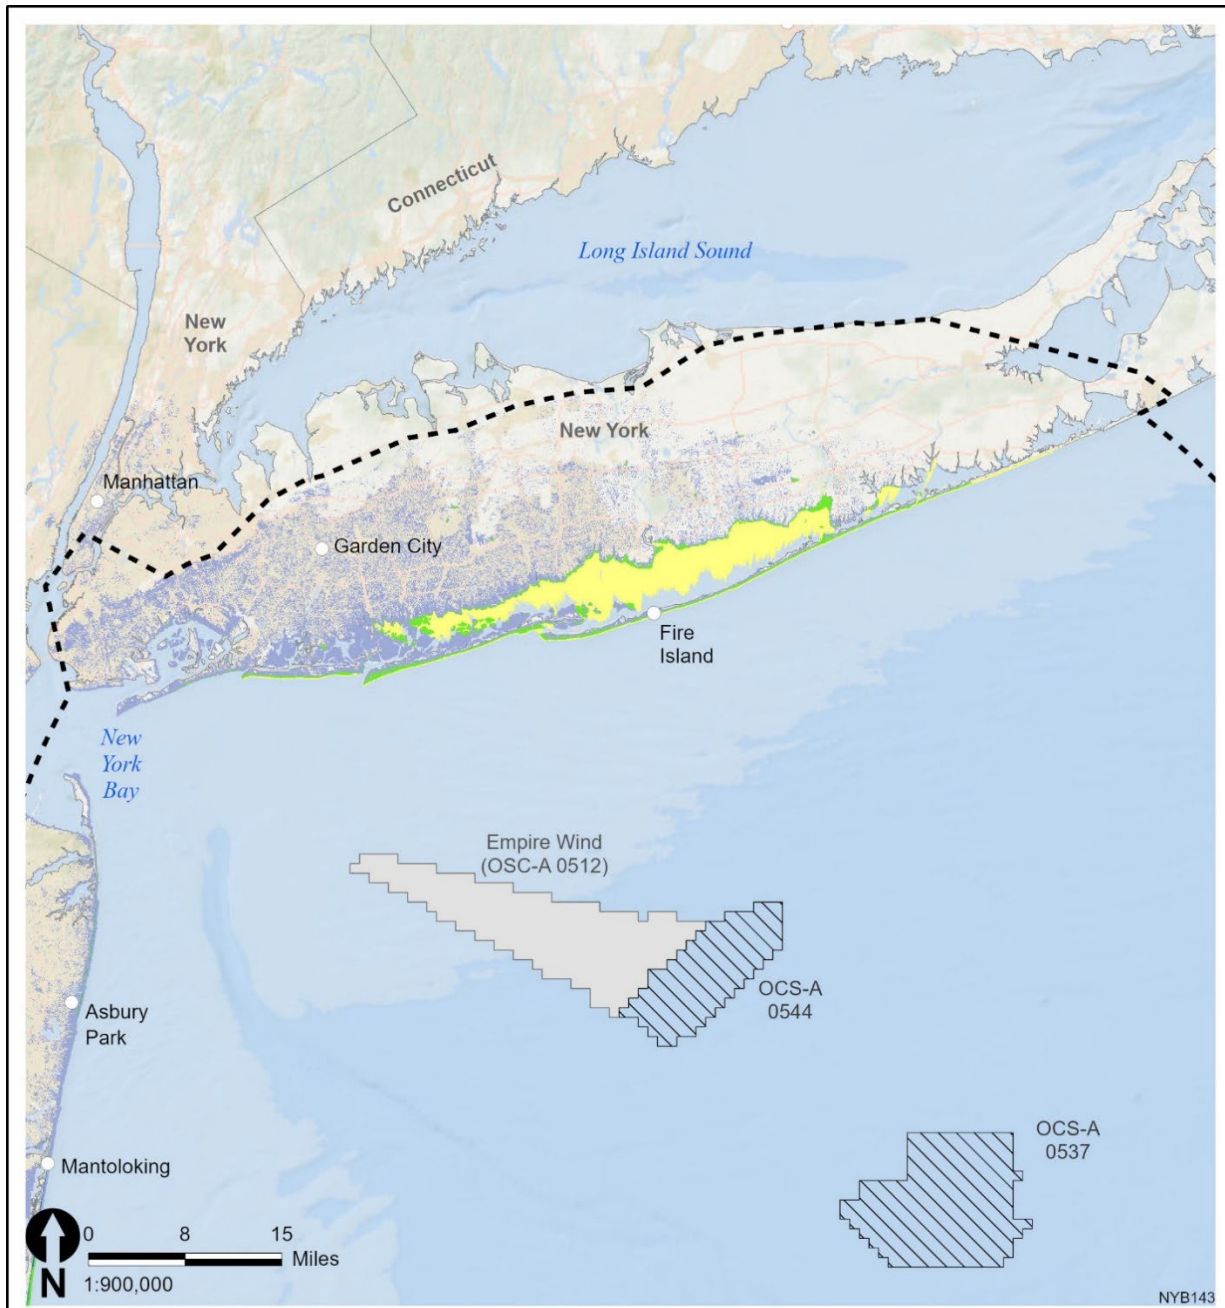 Connecticut
Long Island Sound
New
York
New York
Manhattan
Garden City
Fire
Island
New
York
Bay
Empire Wind
(OSC-A 0512)
OCS-A
0544
Asbury
Park
OCS-A
0537
Mantoloking
0 8 15
Miles
N
1:900,000
NYB143